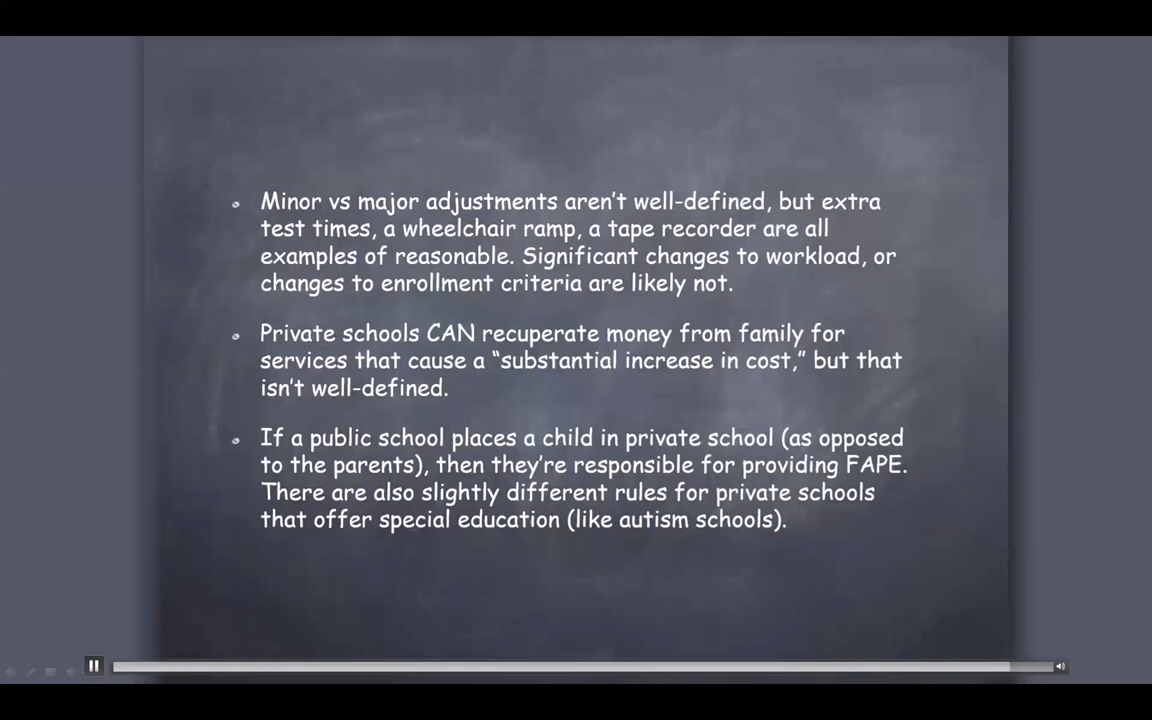 Minor vs major adjustments aren't well-defined, but extra
test times, a wheelchair ramp, a tape recorder are all
examples of reasonable. Significant changes to workload, or
changes to enrollment criteria are likely not.
Private schools CAN recuperate money from family for
services that cause a “substantial increase in cost,” but that
isn't well-defined.
If a public school places a child in private school (as opposed
to the parents), then they're responsible for providing FAPE.
There are also slightly different rules for private schools
that offer special education (like autism schools).